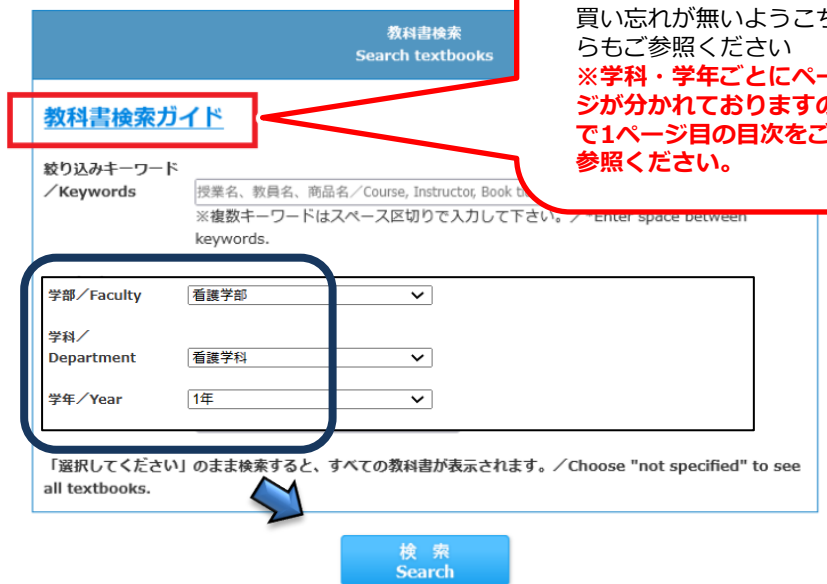 教科書検索
Search textbooks
買い忘れが無いようこち
らもご参照ください
※学科・学年ごとにペー
ジが分かれておりますの
で1ページ目の目次をご
参照ください。
教科書検索ガイド
絞り込みキーワード
/Keywords
授業名、教員名、商品名/Course, Instructor, Book
※複数キーワードはスペース区切りで入力して下さい。/ *Enter space between
keywords.
学部/Faculty 看護学部
学科/
Department 看護学科
学年/Year 1年
「選択してください」のまま検索すると、すべての教科書が表示されます。/Choose "not specified" to see
all textbooks.
検 索
Search